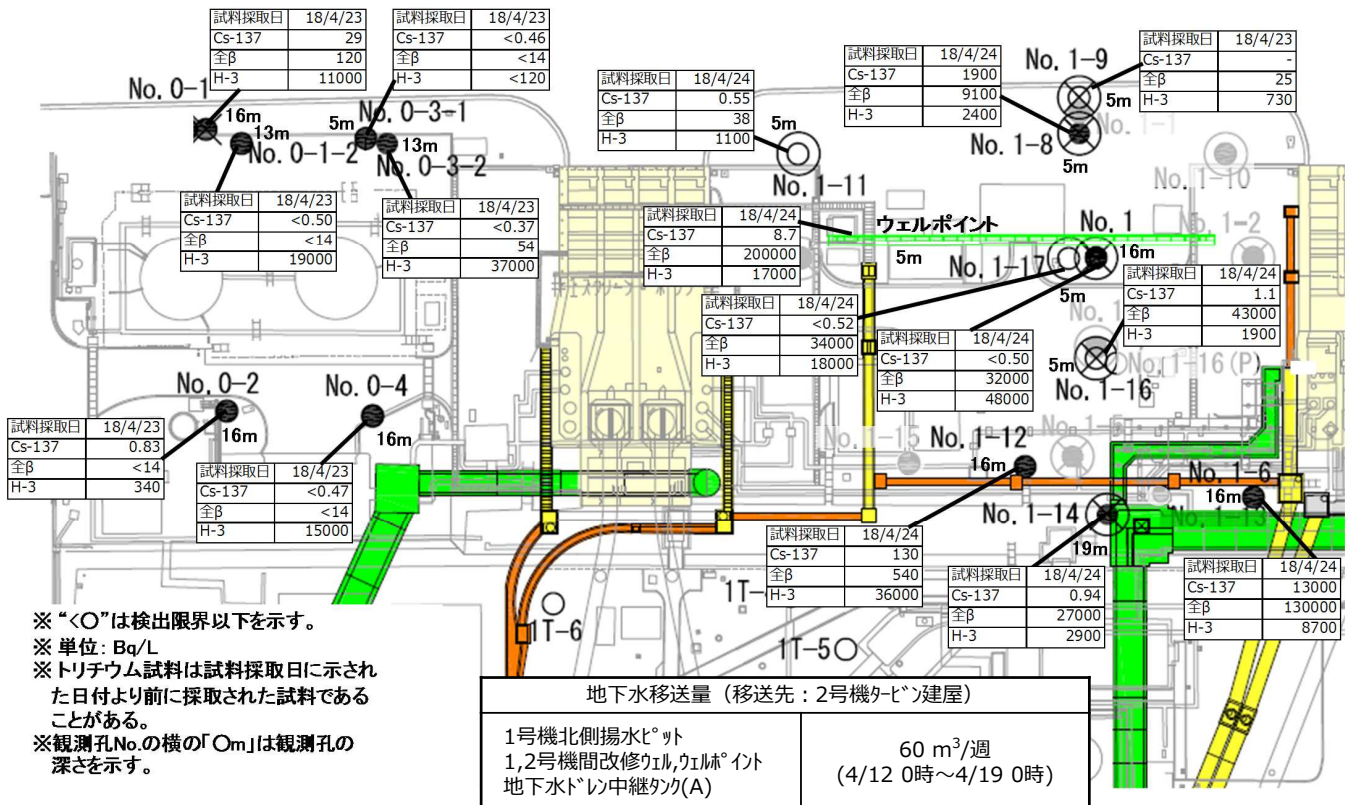 試料採取日 18/4/23
Cs-137 29
全β 120
H-3 11000
試料採取日 18/4/23
Cs-137 <0.46
全β <14
H-3 <120
試料採取日 18/4/24
Cs-137 0.55
全β 38
H-3 1100
試料採取日 18/4/24
Cs-137 1900
全β 9100
H-3 2400
試料採取日 18/4/23
Cs-137 -
全β 25
H-3 730
No. 0-1
16m
13m
No. 0-1-2
5m
No. 0-3-1
13m
No. 0-3-2
5m
No. 1-11
No. 1-9
5m
No. 1-8
5m
No. 1-1
No. 1-10
試料採取日 18/4/23
Cs-137 <0.50
全β <14
H-3 19000
試料採取日 18/4/23
Cs-137 <0.37
全β 54
H-3 37000
試料採取日 18/4/24
Cs-137 8.7
全β 200000
H-3 17000
ウェルポイント
5m
No. 1
16m
No. 1-2
No. 1-17
5m
試料採取日 18/4/24
Cs-137 <0.52
全β 34000
H-3 18000
試料採取日 18/4/24
Cs-137 <0.50
全β 32000
H-3 48000
試料採取日 18/4/24
Cs-137 1.1
全β 43000
H-3 1900
5m
No. 1-16
No. 1-16(P)
No. 0-2
16m
No. 0-4
16m
試料採取日 18/4/23
Cs-137 0.83
全β <14
H-3 340
試料採取日 18/4/23
Cs-137 <0.47
全β <14
H-3 15000
No. 1-15
No. 1-12
16m
No. 1-6
16m
No. 1-14
19m
No. 1-13
試料採取日 18/4/24
Cs-137 130
全β 540
H-3 36000
試料採取日 18/4/24
Cs-137 0.94
全β 27000
H-3 2900
試料採取日 18/4/24
Cs-137 13000
全β 130000
H-3 8700
1T-6
1T-5
※ “<〇”は検出限界以下を示す。
※ 単位: Bq/L
※トリチウム試料は試料採取日に示され
た日付より前に採取された試料である
ことがある。
※観測孔No.の横の「〇m」は観測孔の
深さを示す。
地下水移送量（移送先：2号機ﾀｰﾋﾞﾝ建屋）
1号機北側揚水ﾋﾟｯﾄ
1,2号機間改修ｳｪﾙ,ｳｪﾙﾎﾟｲﾝﾄ
地下水ﾄﾞﾚﾝ中継ﾀﾝｸ(A)
60 m³/週
(4/12 0時～4/19 0時)